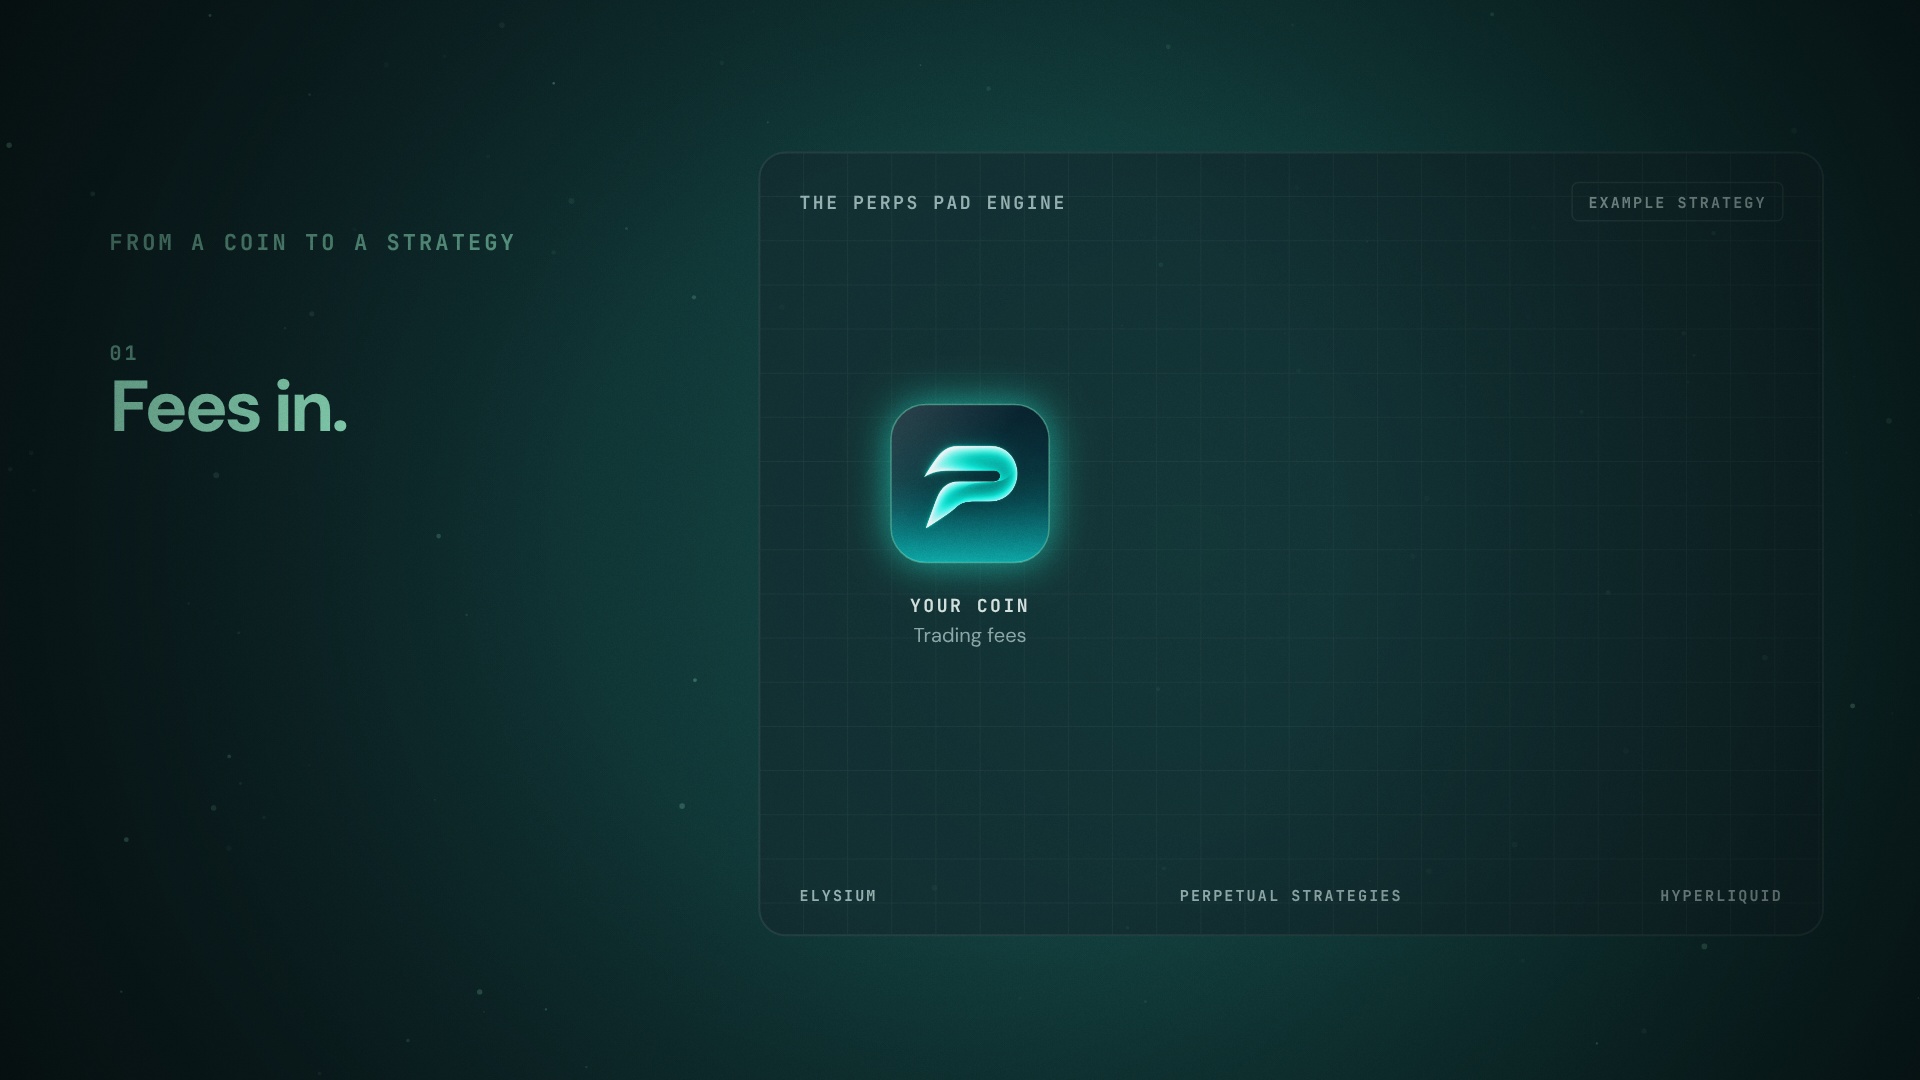 FROM A COIN TO A STRATEGY
01
Fees in.
THE PERPS PAD ENGINE
EXAMPLE STRATEGY
YOUR COIN
Trading fees
ELYSIUM
PERPETUAL STRATEGIES
HYPERLIQUID